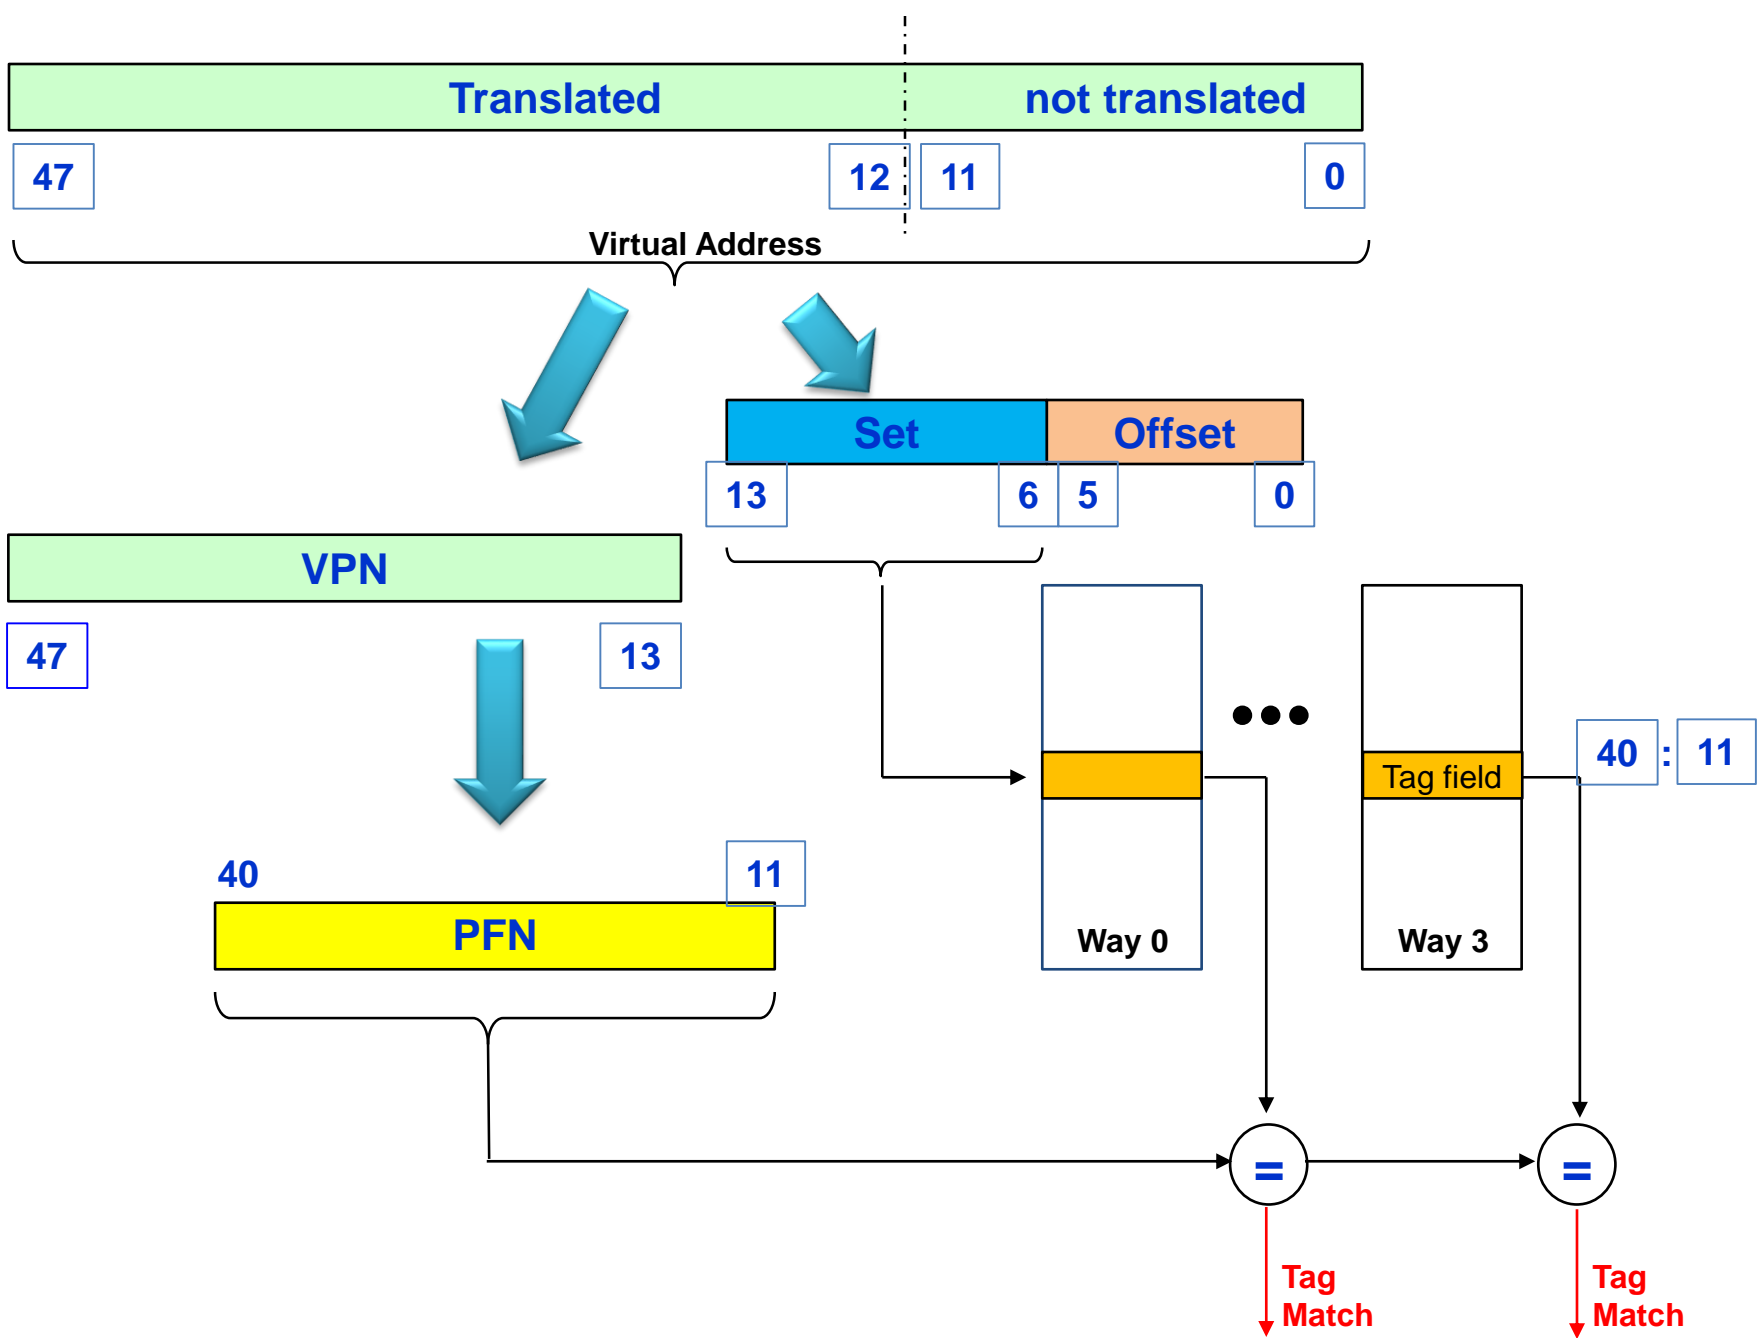 Translated not translated
47 12 11 0
Virtual Address
Set Offset
13 6 5 0
VPN
47 13
40 : 11
Tag field
40 11
PFN
Way 0 Way 3
= =
Tag Tag
Match Match